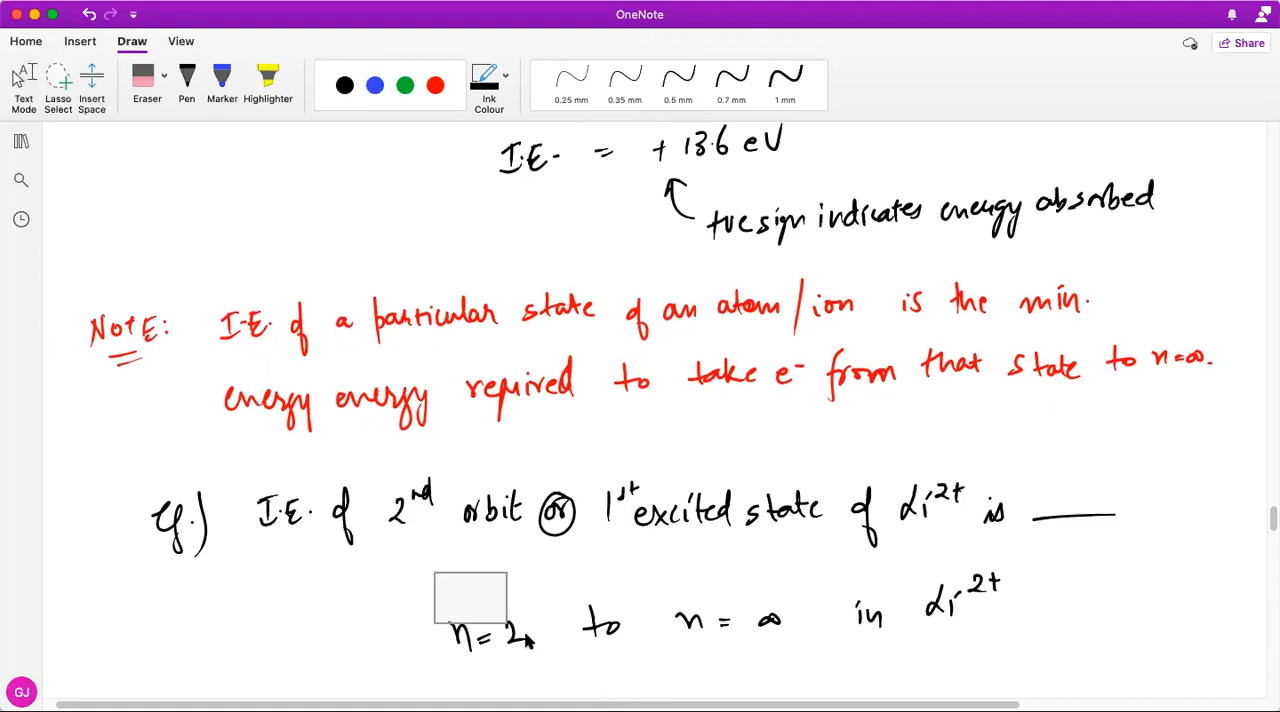 OneNote
Home Insert Draw View
Share
Text Mode
Lasso Select
Insert Space
Eraser
Pen
Marker
Highlighter
Ink Colour
0.25 mm
0.35 mm
0.5 mm
0.7 mm
1 mm
I.E. = + 13.6 eV
+ve sign indicates energy absorbed
NOTE: I.E. of a particular state of an atom/ion is the min.
energy energy required to take e⁻ from that state to n=∞.
eg.) I.E. of 2nd orbit or 1st excited state of Li²⁺ is ____
n = 2 to n = ∞ in Li²⁺
GJ